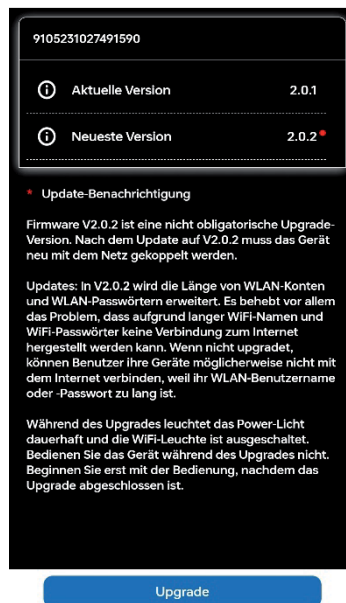 9105231027491590
Aktuelle Version 2.0.1
Neueste Version 2.0.2
* Update-Benachrichtigung
Firmware V2.0.2 ist eine nicht obligatorische Upgrade-
Version. Nach dem Update auf V2.0.2 muss das Gerät
neu mit dem Netz gekoppelt werden.
Updates: In V2.0.2 wird die Länge von WLAN-Konten
und WLAN-Passwörtern erweitert. Es behebt vor allem
das Problem, dass aufgrund langer WiFi-Namen und
WiFi-Passwörter keine Verbindung zum Internet
hergestellt werden kann. Wenn nicht upgradet,
können Benutzer ihre Geräte möglicherweise nicht mit
dem Internet verbinden, weil ihr WLAN-Benutzername
oder -Passwort zu lang ist.
Während des Upgrades leuchtet das Power-Licht
dauerhaft und die WiFi-Leuchte ist ausgeschaltet.
Bedienen Sie das Gerät während des Upgrades nicht.
Beginnen Sie erst mit der Bedienung, nachdem das
Upgrade abgeschlossen ist.
Upgrade